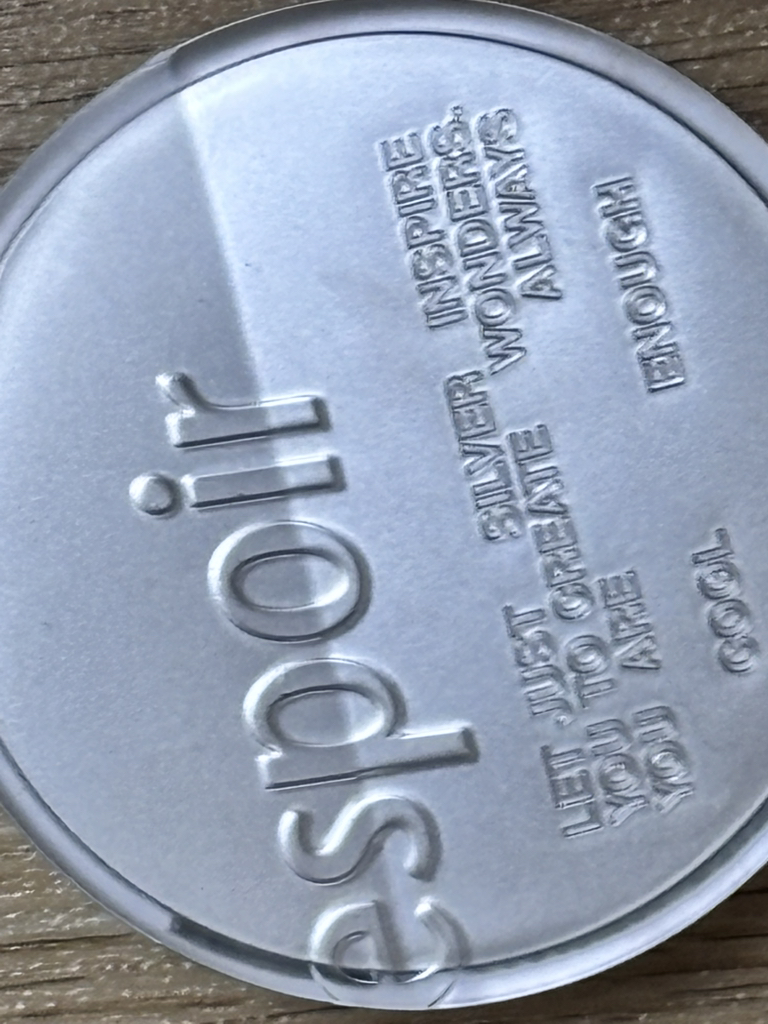 espoir
LET JUST SILVER INSPIRE
YOU TO CREATE WONDERS.
YOU ARE ALWAYS
COOL ENOUGH